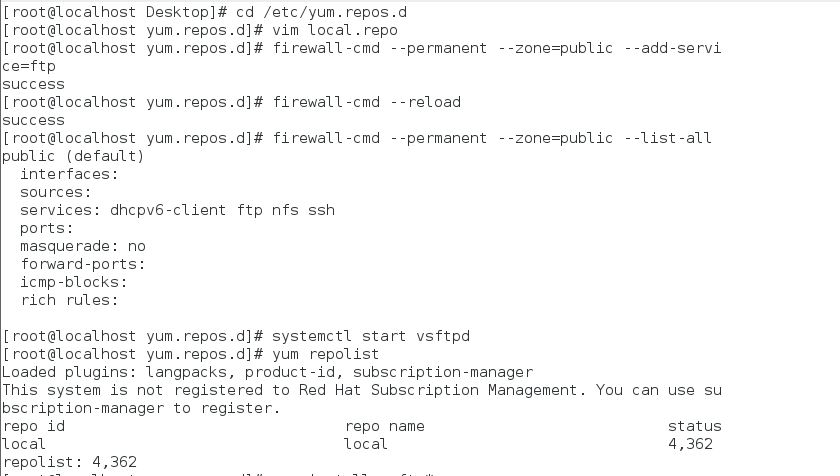 [root@localhost Desktop]# cd /etc/yum.repos.d
[root@localhost yum.repos.d]# vim local.repo
[root@localhost yum.repos.d]# firewall-cmd --permanent --zone=public --add-servi
ce=ftp
success
[root@localhost yum.repos.d]# firewall-cmd --reload
success
[root@localhost yum.repos.d]# firewall-cmd --permanent --zone=public --list-all
public (default)
  interfaces:
  sources:
  services: dhcpv6-client ftp nfs ssh
  ports:
  masquerade: no
  forward-ports:
  icmp-blocks:
  rich rules:

[root@localhost yum.repos.d]# systemctl start vsftpd
[root@localhost yum.repos.d]# yum repolist
Loaded plugins: langpacks, product-id, subscription-manager
This system is not registered to Red Hat Subscription Management. You can use su
bscription-manager to register.
repo id                               repo name                           status
local                                 local                               4,362
repolist: 4,362